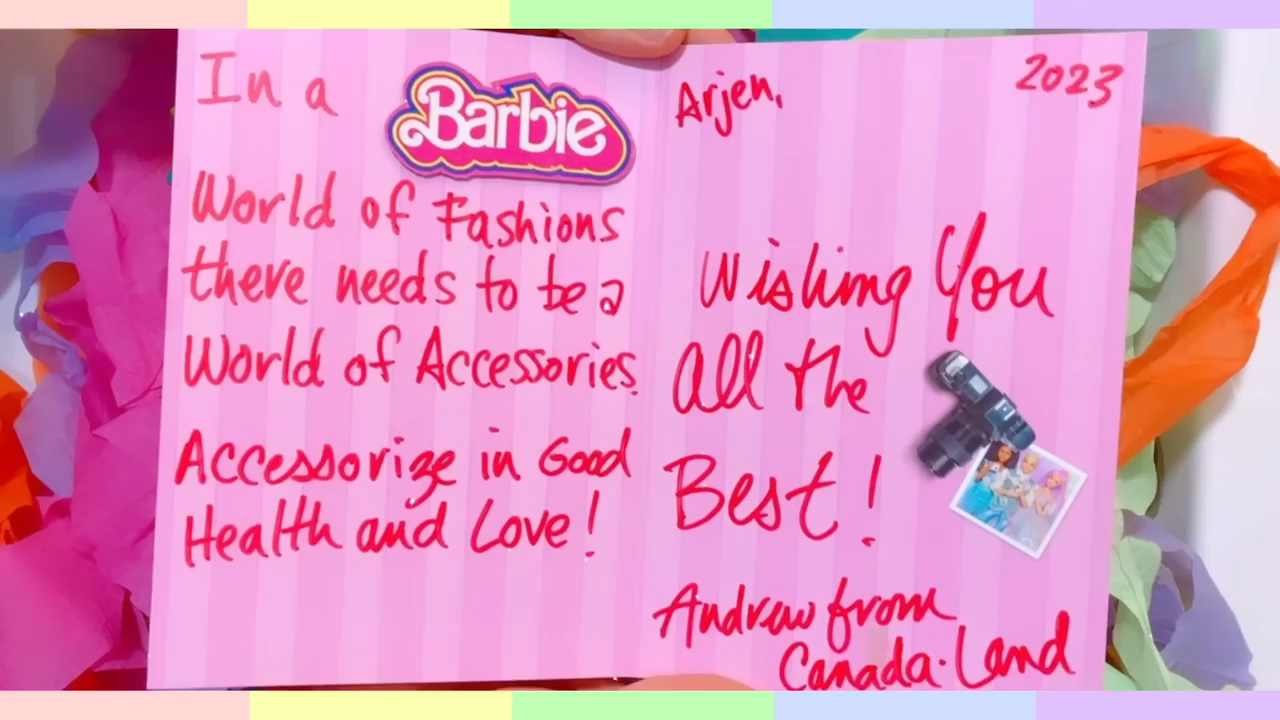 In a Barbie
World of Fashions
there needs to be a
World of Accessories.
Accessorize in Good
Health and Love!
2023
Arjen,
Wishing You
All the
Best!
Andrew from
Canada-Land